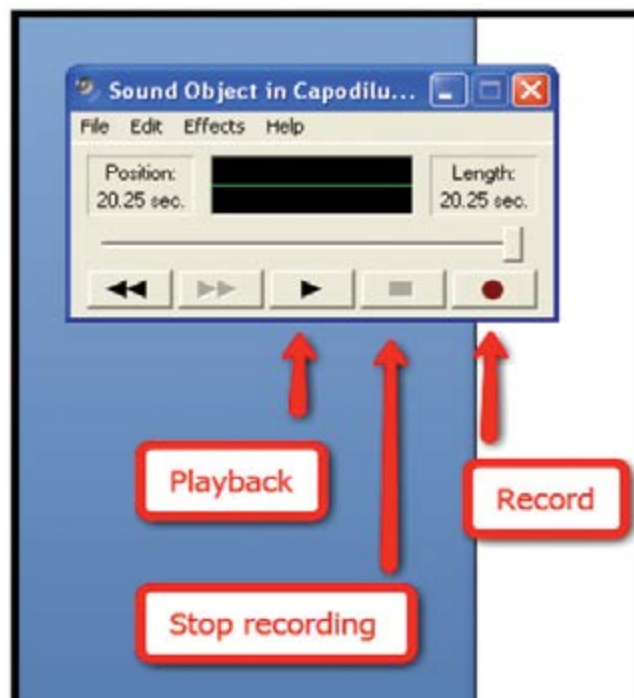 Sound Object in Capodilu...
File Edit Effects Help
Position:
20.25 sec.
Length:
20.25 sec.
Playback
Record
Stop recording